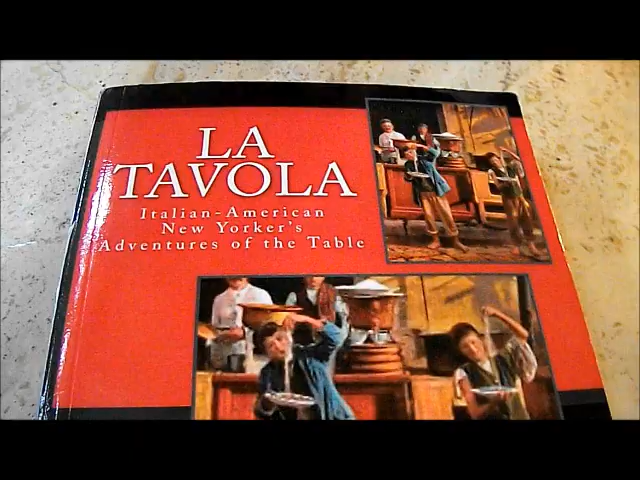 LA
TAVOLA
Italian-American
New Yorker's
Adventures of the Table